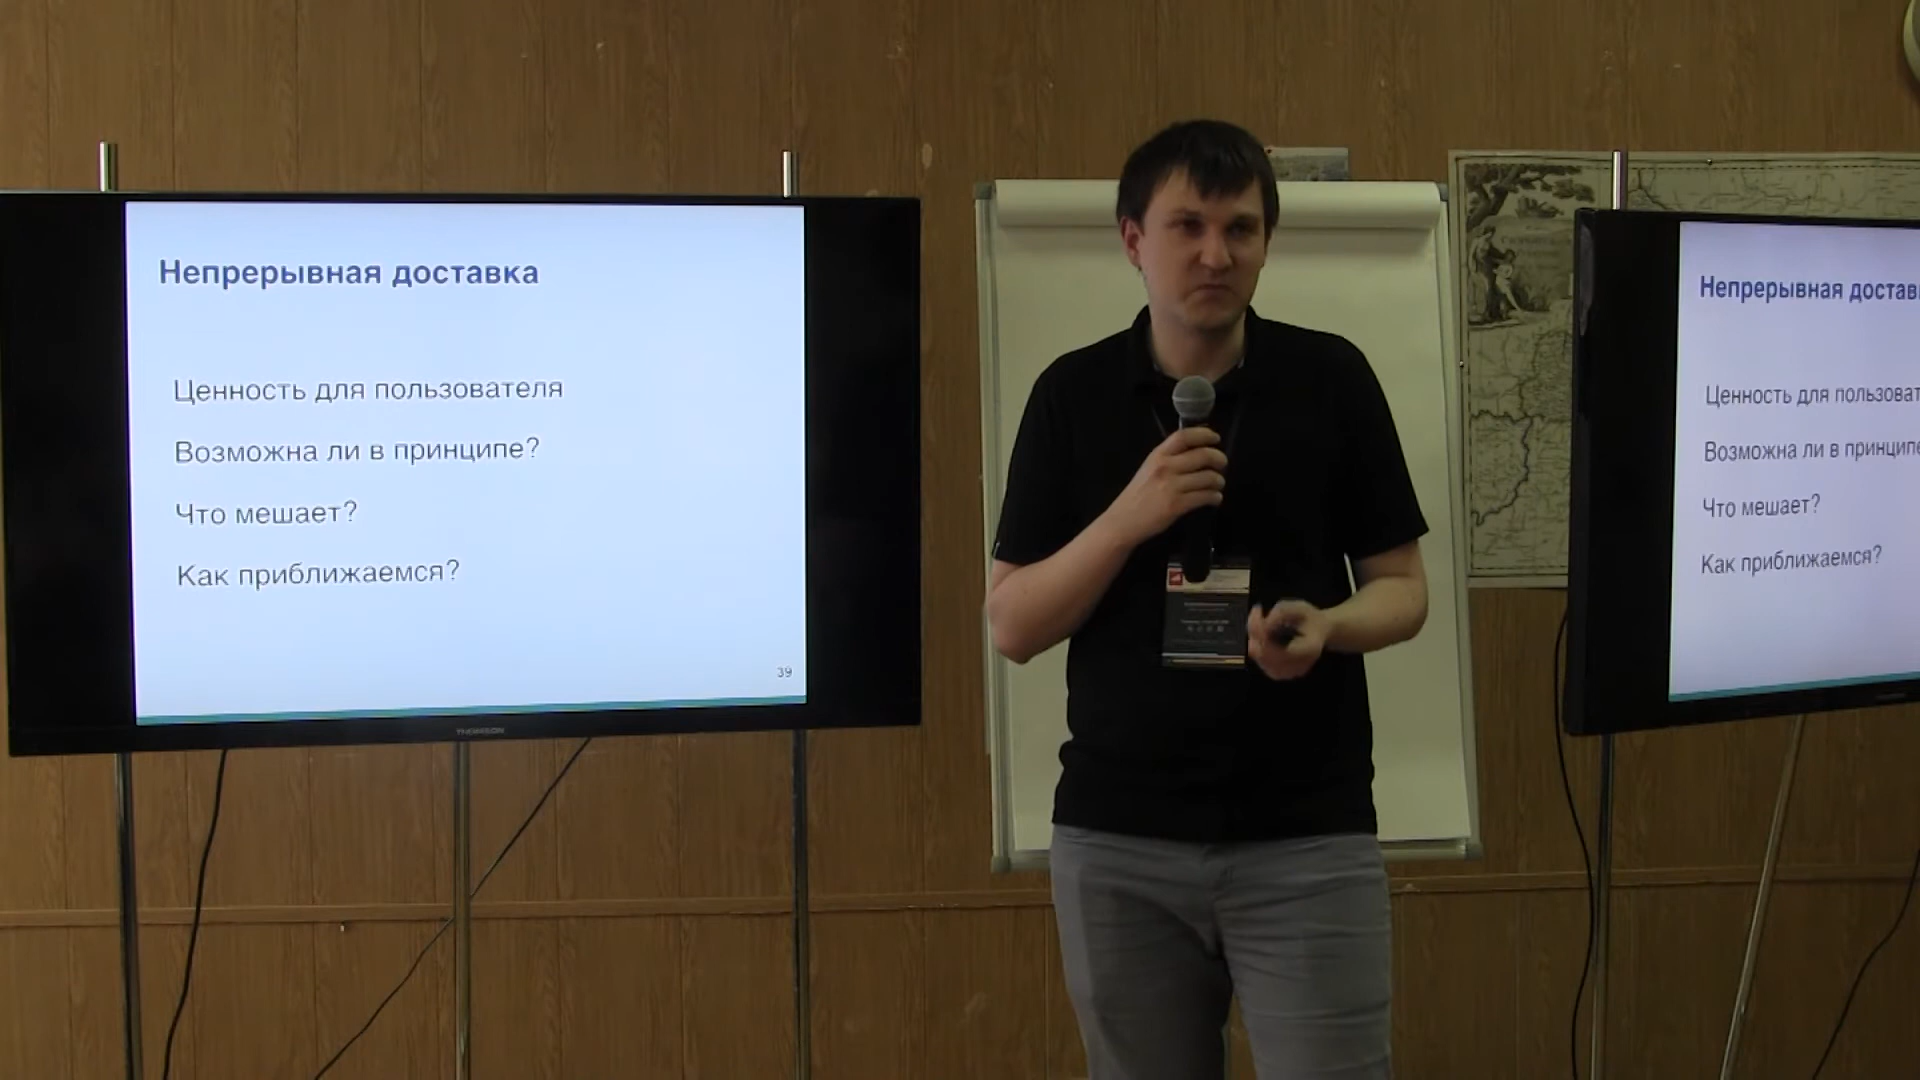 Непрерывная доставка
Ценность для пользователя
Возможна ли в принципе?
Что мешает?
Как приближаемся?
39
THOMSON
Непрерывная достав
Ценность для пользоват
Возможна ли в принципе
Что мешает?
Как приближаемся?